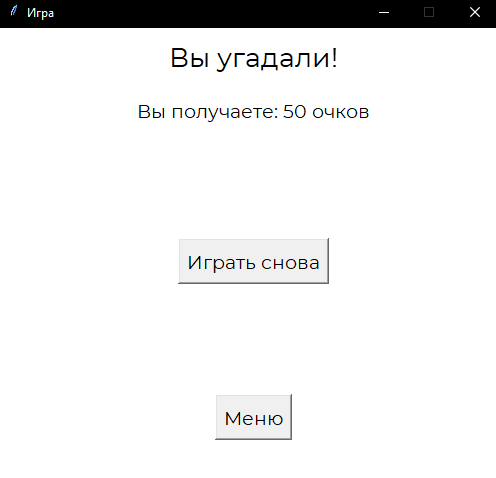 Игра
Вы угадали!
Вы получаете: 50 очков
Играть снова
Меню